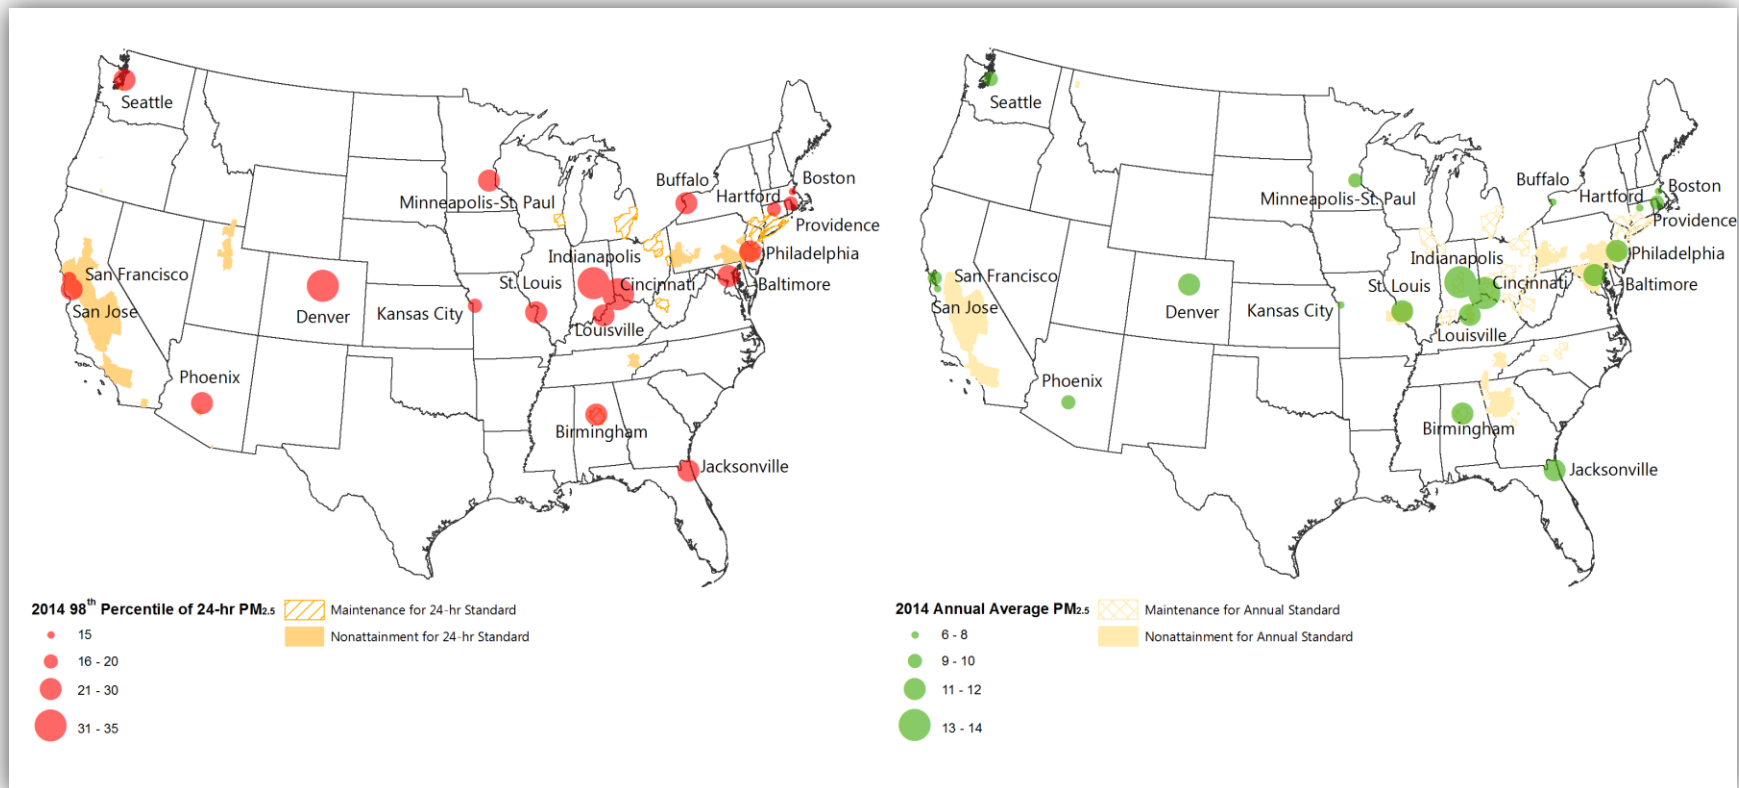 Seattle
Minneapolis-St. Paul
Buffalo
Hartford
Boston
Providence
Philadelphia
Baltimore
Indianapolis
Cincinnati
St. Louis
Louisville
Kansas City
Denver
San Francisco
San Jose
Phoenix
Birmingham
Jacksonville
2014 98th Percentile of 24-hr PM2.5
15
16 - 20
21 - 30
31 - 35
Maintenance for 24-hr Standard
Nonattainment for 24-hr Standard
Seattle
Minneapolis-St. Paul
Buffalo
Hartford
Boston
Providence
Philadelphia
Baltimore
Indianapolis
Cincinnati
St. Louis
Louisville
Kansas City
Denver
San Francisco
San Jose
Phoenix
Birmingham
Jacksonville
2014 Annual Average PM2.5
6 - 8
9 - 10
11 - 12
13 - 14
Maintenance for Annual Standard
Nonattainment for Annual Standard